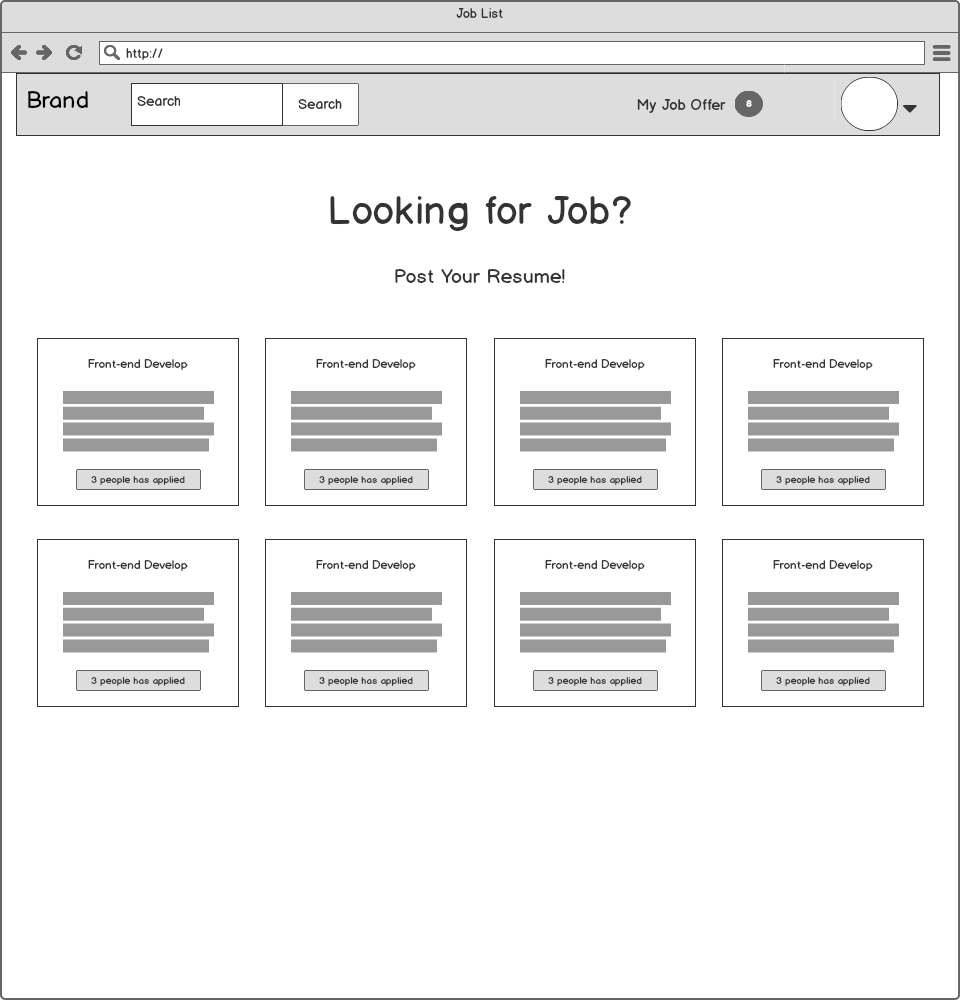 Job List
http://
Brand
Search
Search
My Job Offer
8
Looking for Job?
Post Your Resume!
Front-end Develop
Front-end Develop
Front-end Develop
Front-end Develop
3 people has applied
3 people has applied
3 people has applied
3 people has applied
Front-end Develop
Front-end Develop
Front-end Develop
Front-end Develop
3 people has applied
3 people has applied
3 people has applied
3 people has applied